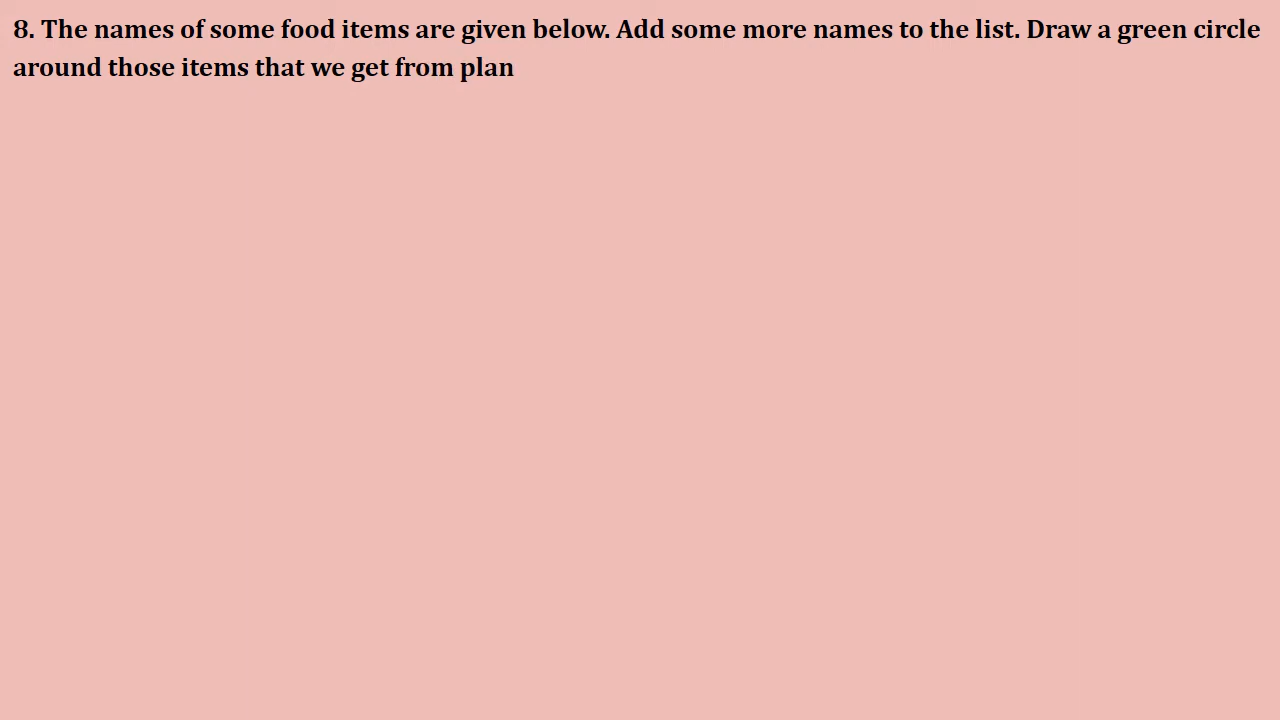 8. The names of some food items are given below. Add some more names to the list. Draw a green circle
around those items that we get from plan